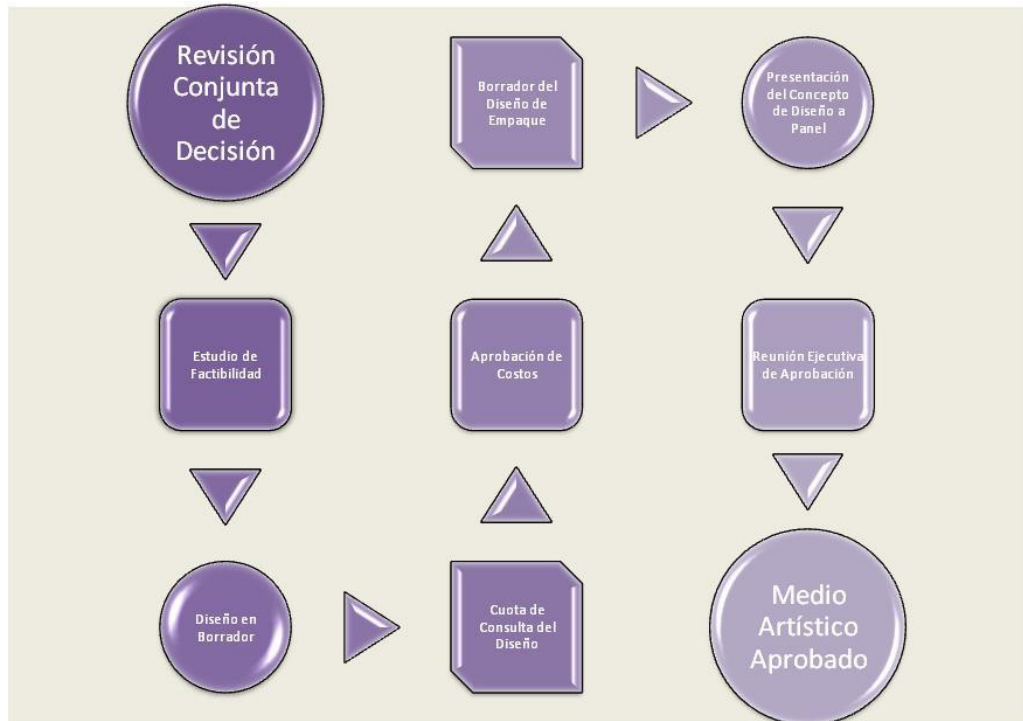 Revisión
Conjunta
de
Decisión
Estudio de
Factibilidad
Diseño en
Borrador
Cuota de
Consulta del
Diseño
Aprobación de
Costos
Borrador del
Diseño de
Empaque
Presentación
del Concepto
de Diseño a
Panel
Reunión Ejecutiva
de Aprobación
Medio
Artístico
Aprobado